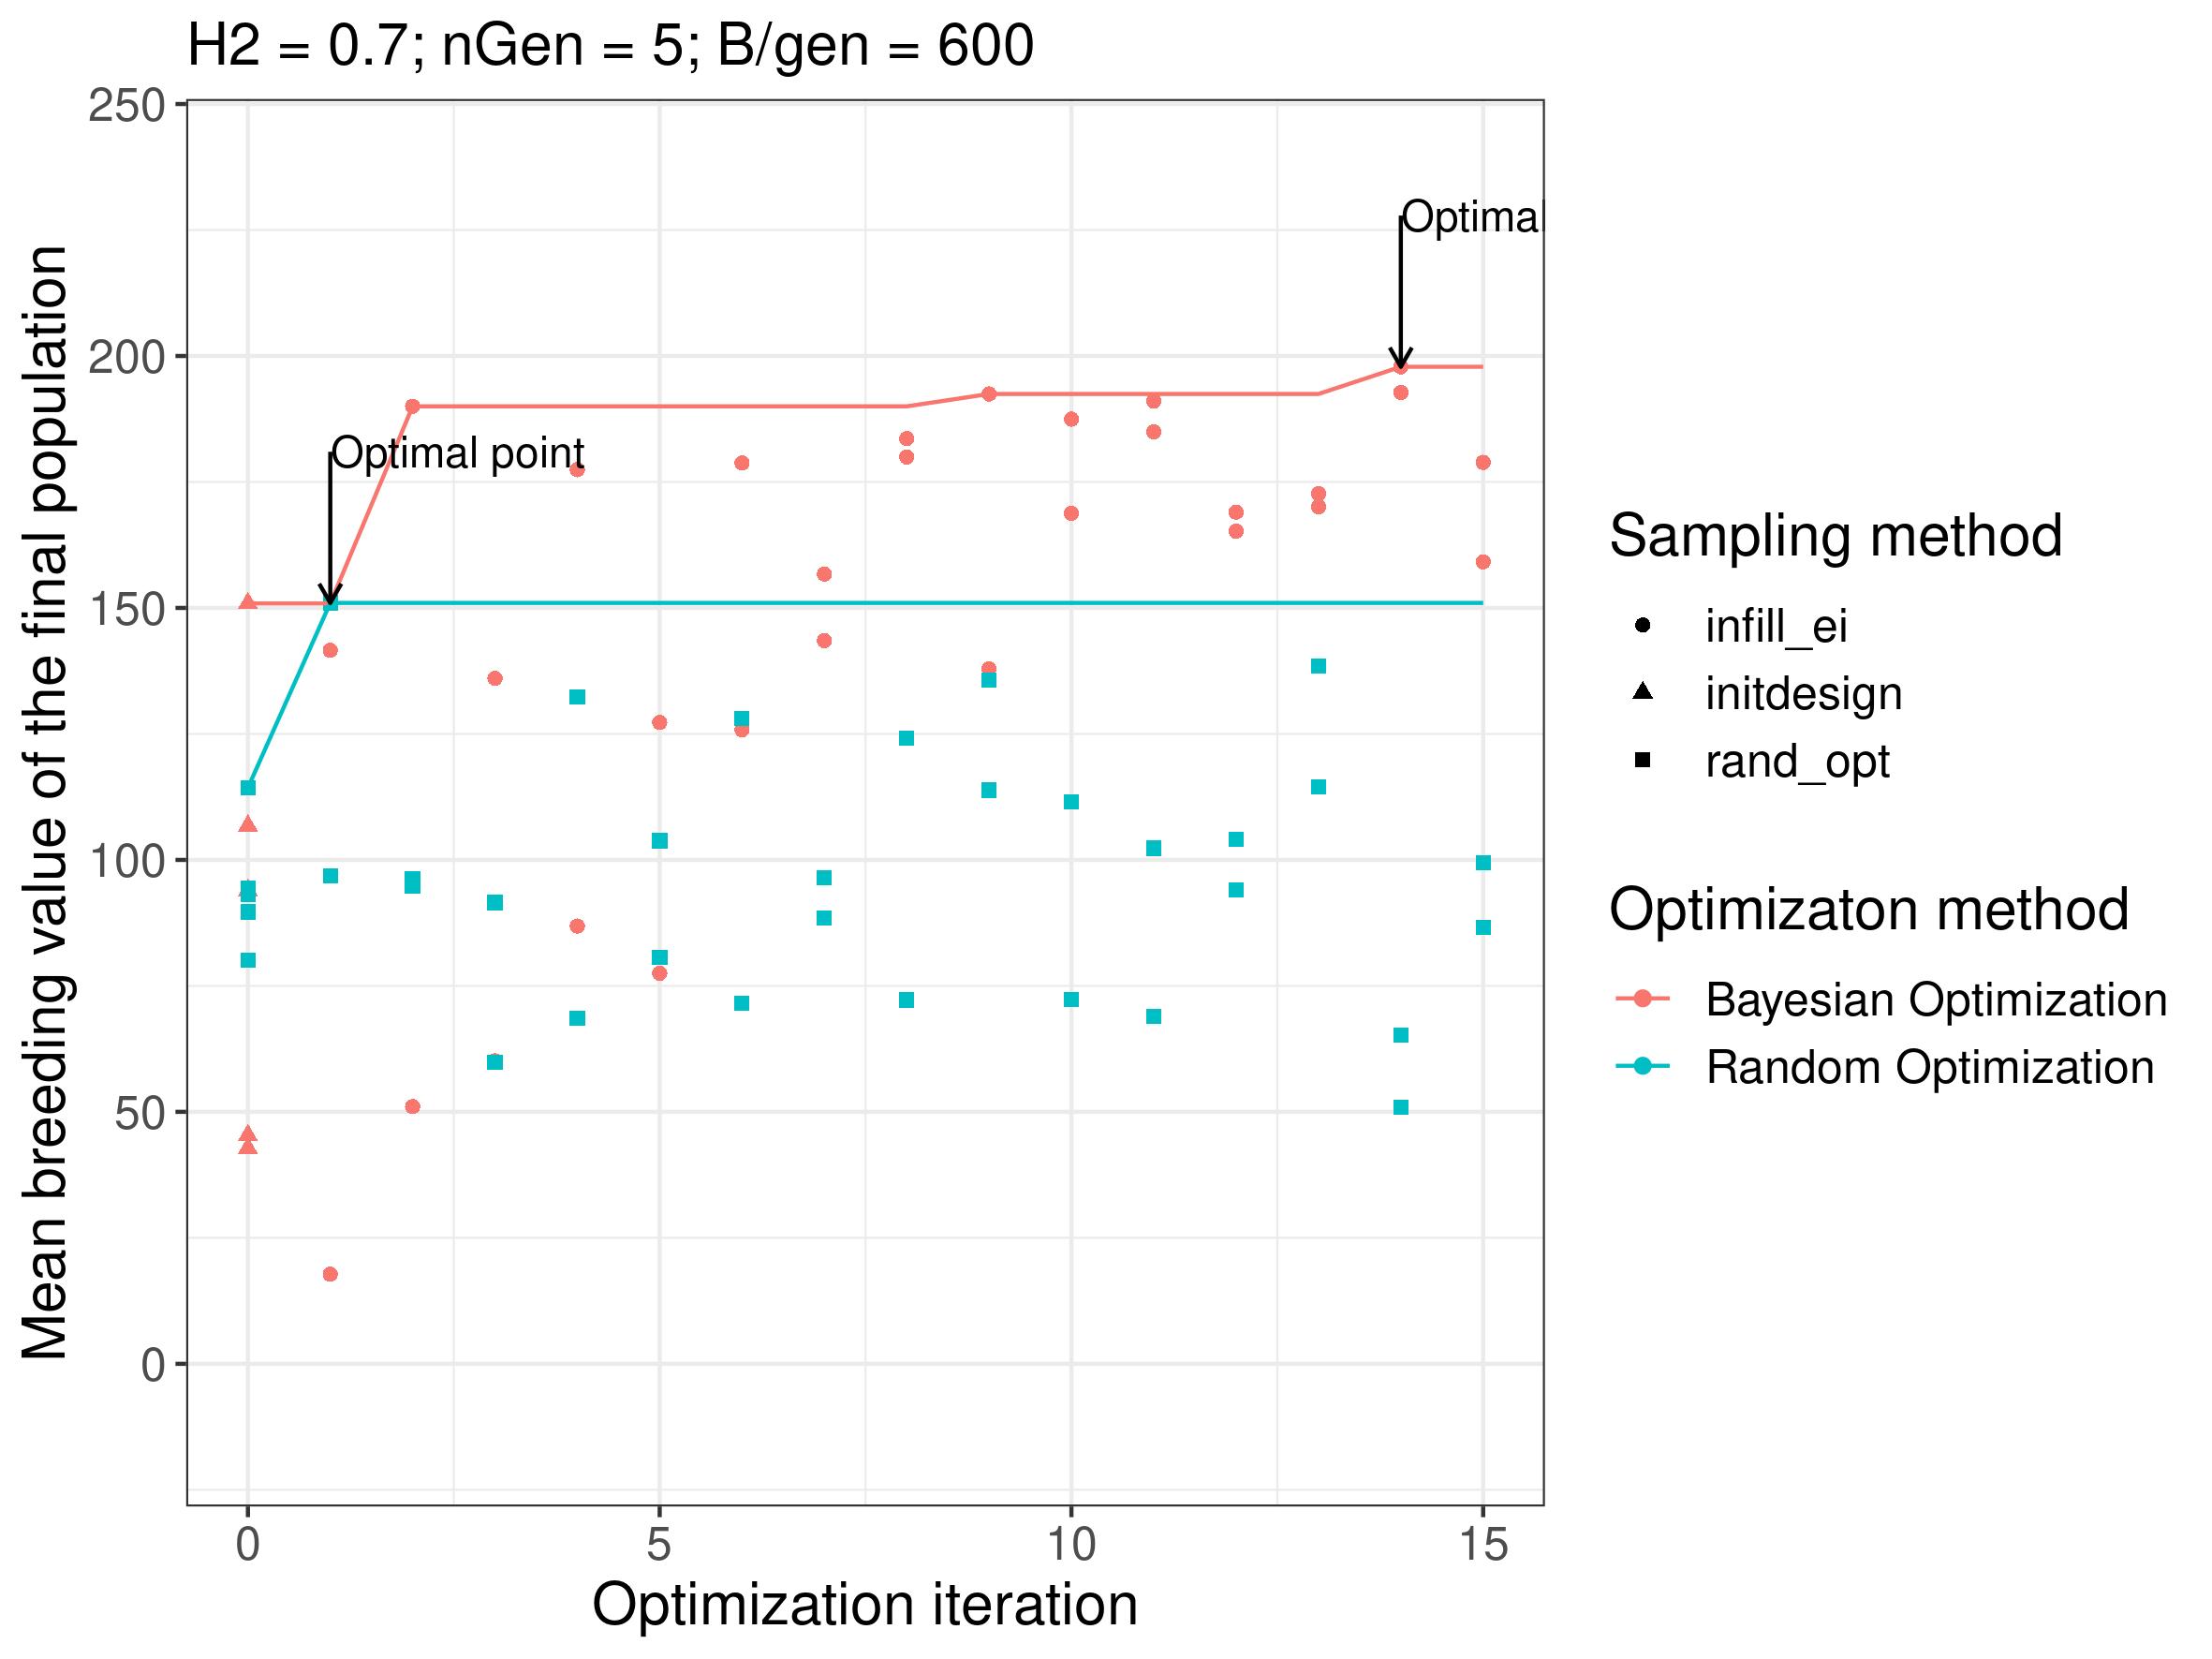 H2 = 0.7; nGen = 5; B/gen = 600
Mean breeding value of the final population
250
200
150
100
50
0
Optimal
Optimal point
0 5 10 15
Optimization iteration
Sampling method
infill_ei
initdesign
rand_opt
Optimizaton method
Bayesian Optimization
Random Optimization